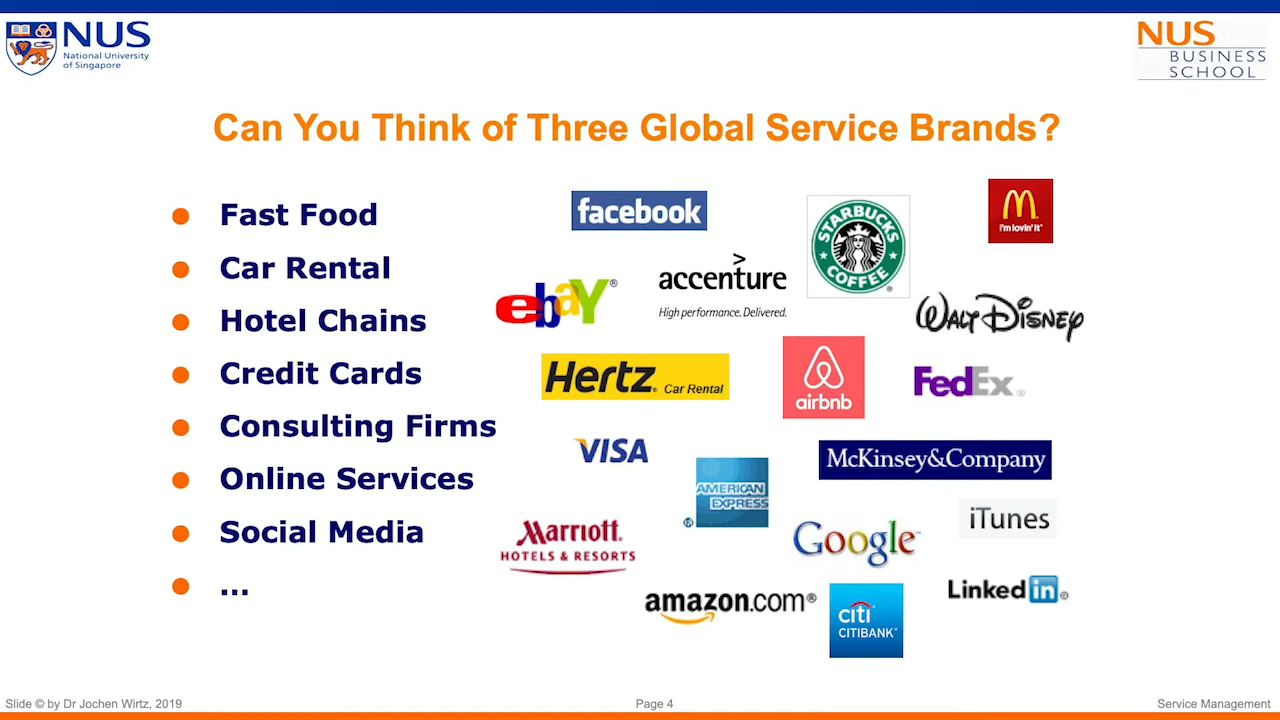 NUS
National University
of Singapore
NUS
BUSINESS
SCHOOL
Can You Think of Three Global Service Brands?
Fast Food
Car Rental
Hotel Chains
Credit Cards
Consulting Firms
Online Services
Social Media
...
facebook
STARBUCKS
COFFEE
®
M
i'm lovin' it™
ebay®
>
accenture
High performance. Delivered.
WALT DISNEY
Hertz® Car Rental
airbnb
FedEx®
VISA
AMERICAN
EXPRESS
®
McKinsey&Company
Marriott®
HOTELS & RESORTS
Google™
iTunes
amazon.com®
citi®
CITIBANK®
Linked in®
Slide © by Dr Jochen Wirtz, 2019
Page 4
Service Management